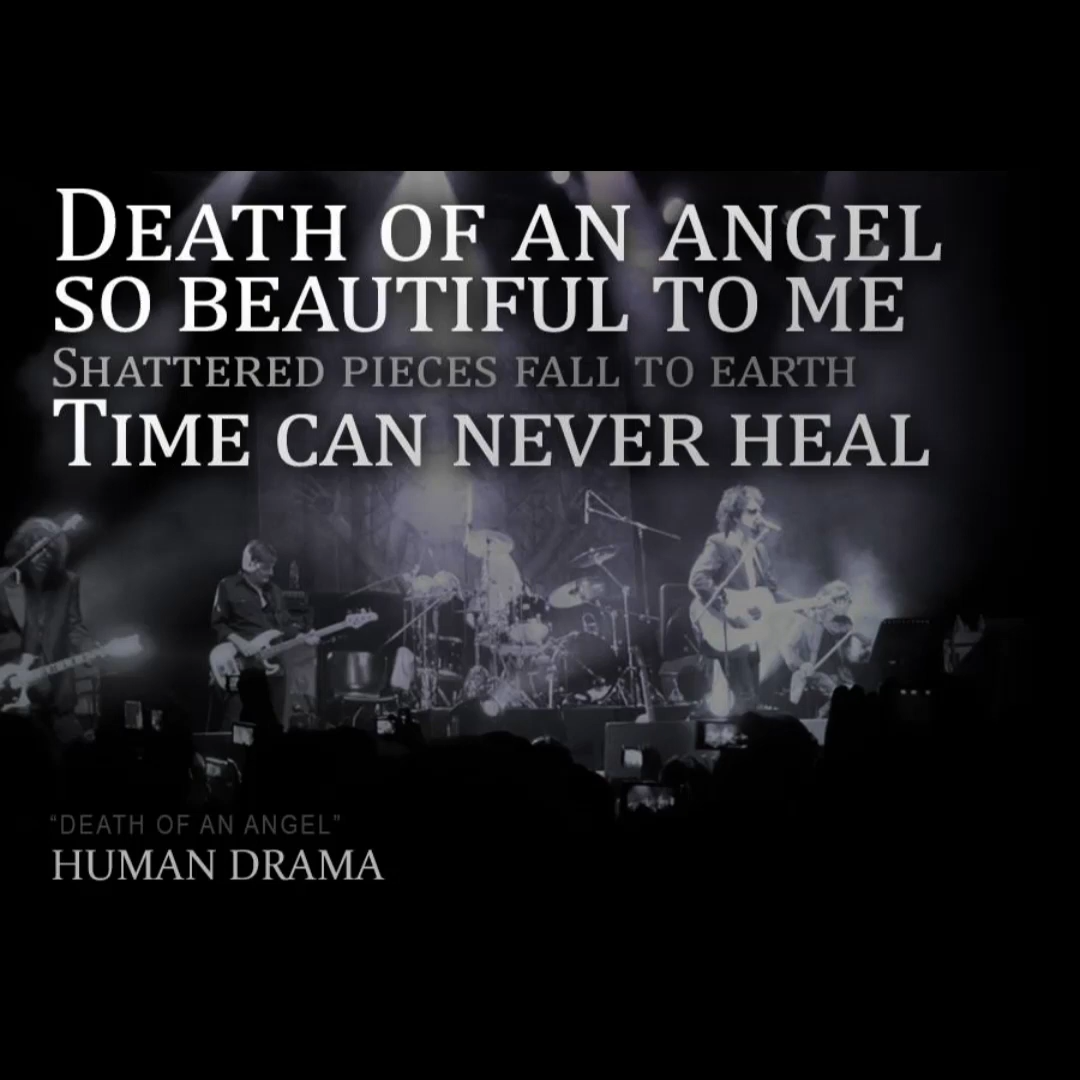 DEATH OF AN ANGEL
SO BEAUTIFUL TO ME
SHATTERED PIECES FALL TO EARTH
TIME CAN NEVER HEAL
“DEATH OF AN ANGEL”
HUMAN DRAMA